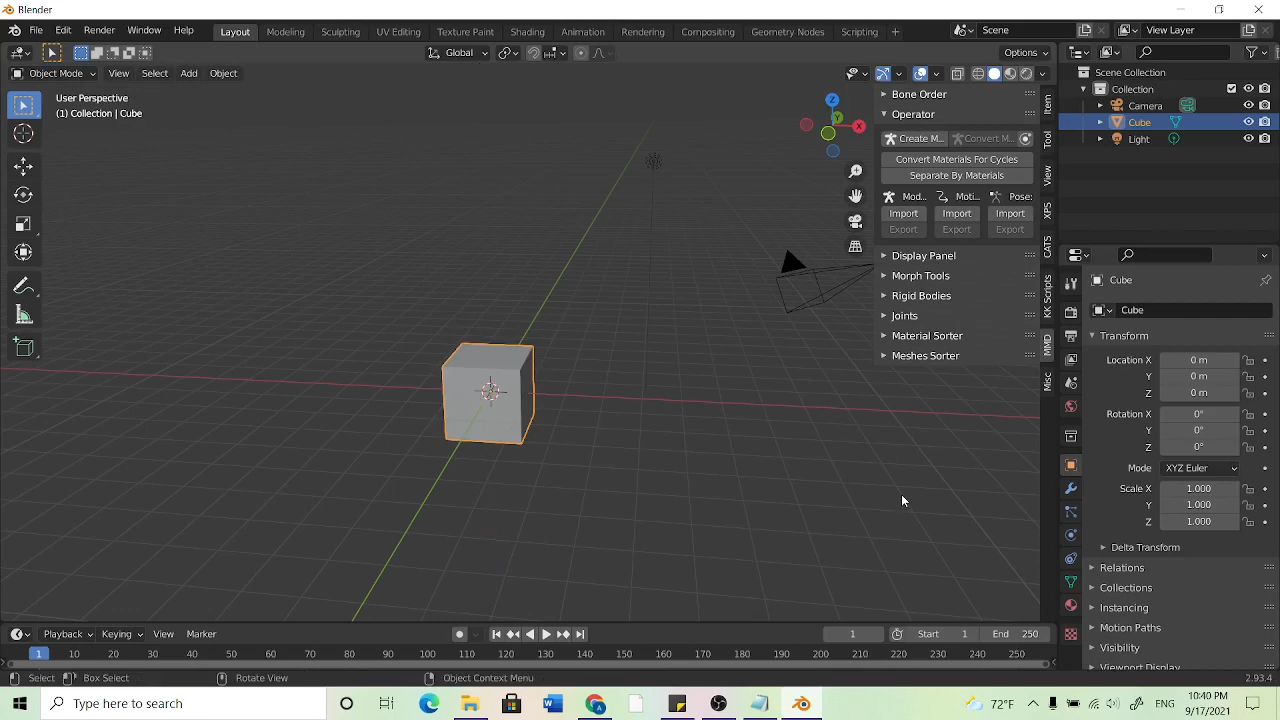 Blender
File Edit Render Window Help
Layout Modeling Sculpting UV Editing Texture Paint Shading Animation Rendering Compositing Geometry Nodes Scripting +
Scene
View Layer
Global
Options
Object Mode View Select Add Object
User Perspective
(1) Collection | Cube
Z
Y
X
Bone Order
Operator
Create M...
Convert M...
Convert Materials For Cycles
Separate By Materials
Mod... Moti... Pose:
Import Import Import
Export Export Export
Display Panel
Morph Tools
Rigid Bodies
Joints
Material Sorter
Meshes Sorter
Item
Tool
View
XPS
CATS
KK Scripts
MMD
Misc
Scene Collection
Collection
Camera
Cube
Light
Cube
Cube
Transform
Location X 0 m
Y 0 m
Z 0 m
Rotation X 0°
Y 0°
Z 0°
Mode XYZ Euler
Scale X 1.000
Y 1.000
Z 1.000
Delta Transform
Relations
Collections
Instancing
Motion Paths
Visibility
Viewport Display
Playback Keying View Marker
1
Start 1
End 250
1 10 20 30 40 50 60 70 80 90 100 110 120 130 140 150 160 170 180 190 200 210 220 230 240 250
Select Box Select Rotate View Object Context Menu
2.93.4
Type here to search
72°F
10:40 PM
9/17/2021